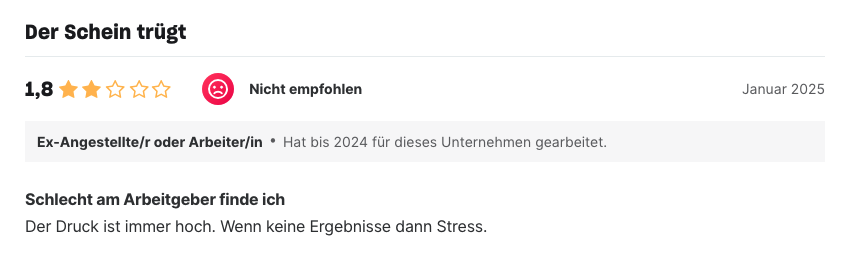 Der Schein trügt
1,8 Nicht empfohlen Januar 2025
Ex-Angestellte/r oder Arbeiter/in • Hat bis 2024 für dieses Unternehmen gearbeitet.
Schlecht am Arbeitgeber finde ich
Der Druck ist immer hoch. Wenn keine Ergebnisse dann Stress.